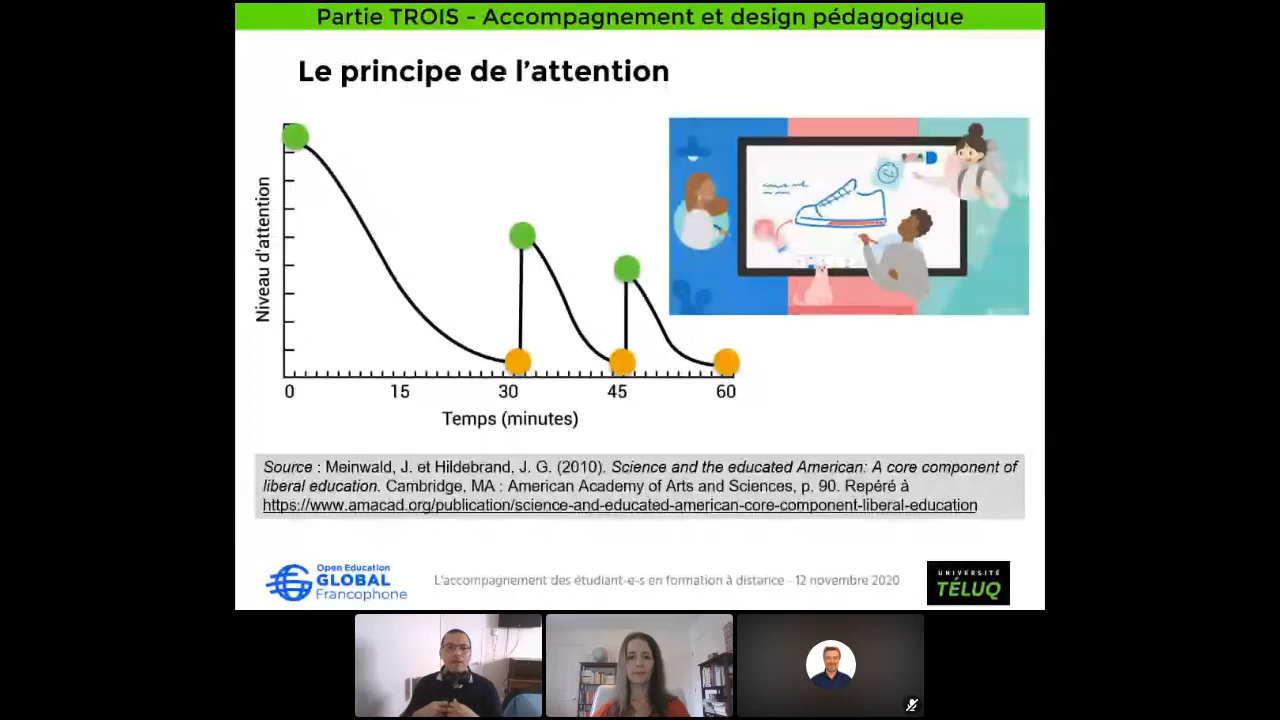 Partie TROIS - Accompagnement et design pédagogique
Le principe de l'attention
Niveau d'attention
0 15 30 45 60
Temps (minutes)
Source : Meinwald, J. et Hildebrand, J. G. (2010). Science and the educated American: A core component of
liberal education. Cambridge, MA : American Academy of Arts and Sciences, p. 90. Repéré à
https://www.amacad.org/publication/science-and-educated-american-core-component-liberal-education
Open Education
GLOBAL
Francophone
L'accompagnement des étudiant-e-s en formation à distance - 12 novembre 2020
UNIVERSITÉ
TÉLUQ